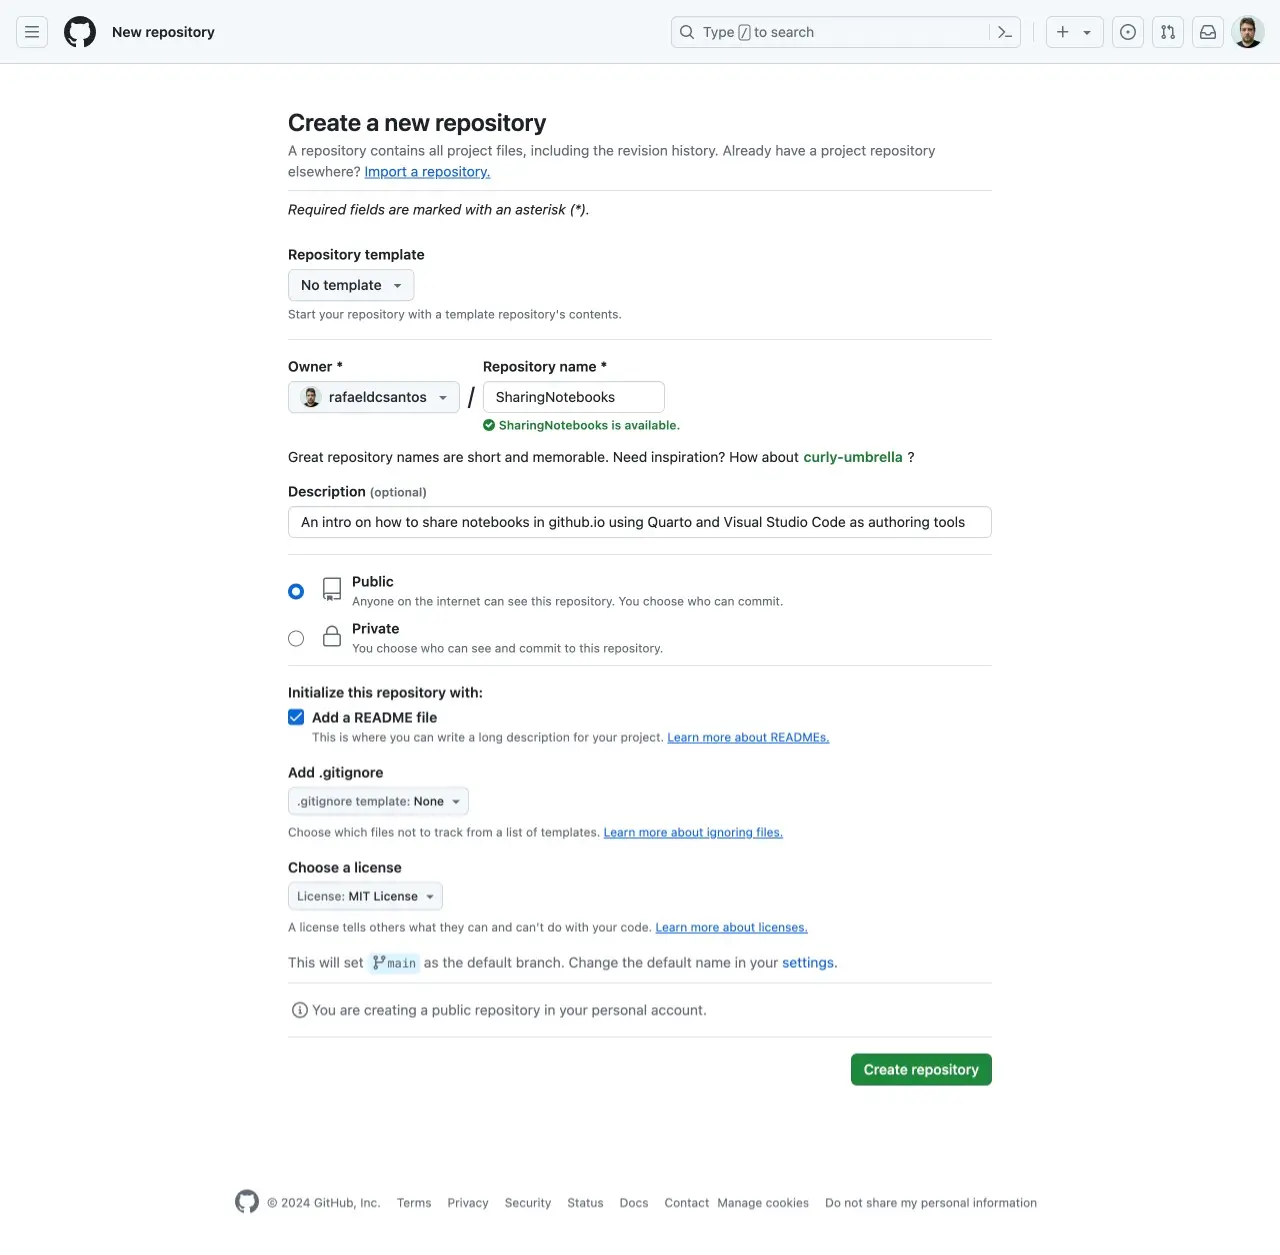 New repository
Type / to search
Create a new repository
A repository contains all project files, including the revision history. Already have a project repository
elsewhere? Import a repository.
Required fields are marked with an asterisk (*).
Repository template
No template
Start your repository with a template repository's contents.
Owner * Repository name *
rafaeldcsantos / SharingNotebooks
SharingNotebooks is available.
Great repository names are short and memorable. Need inspiration? How about curly-umbrella ?
Description (optional)
An intro on how to share notebooks in github.io using Quarto and Visual Studio Code as authoring tools
Public
Anyone on the internet can see this repository. You choose who can commit.
Private
You choose who can see and commit to this repository.
Initialize this repository with:
Add a README file
This is where you can write a long description for your project. Learn more about READMEs.
Add .gitignore
.gitignore template: None
Choose which files not to track from a list of templates. Learn more about ignoring files.
Choose a license
License: MIT License
A license tells others what they can and can't do with your code. Learn more about licenses.
This will set main as the default branch. Change the default name in your settings.
You are creating a public repository in your personal account.
Create repository
© 2024 GitHub, Inc. Terms Privacy Security Status Docs Contact Manage cookies Do not share my personal information